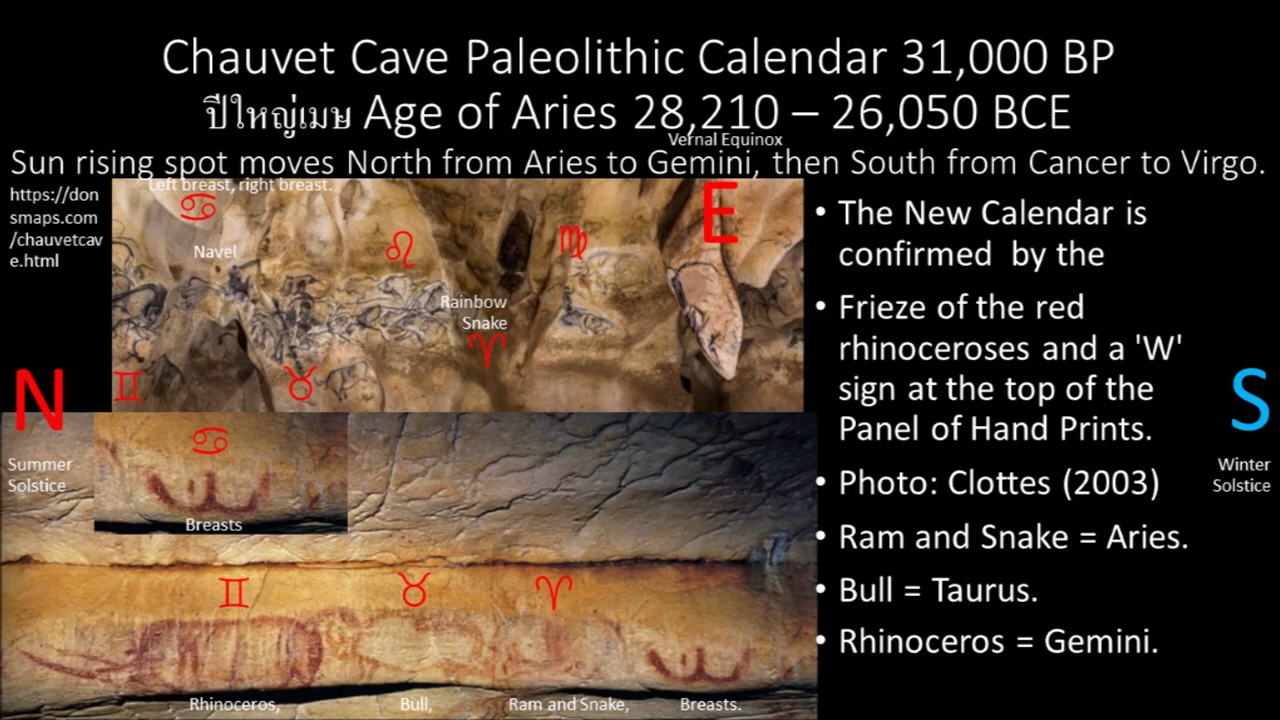 Chauvet Cave Paleolithic Calendar 31,000 BP
ปีใหญ่เมษ Age of Aries 28,210 – 26,050 BCE
Vernal Equinox
Sun rising spot moves North from Aries to Gemini, then South from Cancer to Virgo.
https://don
smaps.com
/chauvetcav
e.html
Left breast, right breast.
♋
Navel
♌
♍
E
Rainbow
Snake
♈
♊
♉
N
Summer
Solstice
♋
Breasts
♊
♉
♈
Rhinoceros,
Bull,
Ram and Snake,
Breasts.
• The New Calendar is
confirmed by the
• Frieze of the red
rhinoceroses and a 'W'
sign at the top of the
Panel of Hand Prints.
• Photo: Clottes (2003)
• Ram and Snake = Aries.
• Bull = Taurus.
• Rhinoceros = Gemini.
S
Winter
Solstice